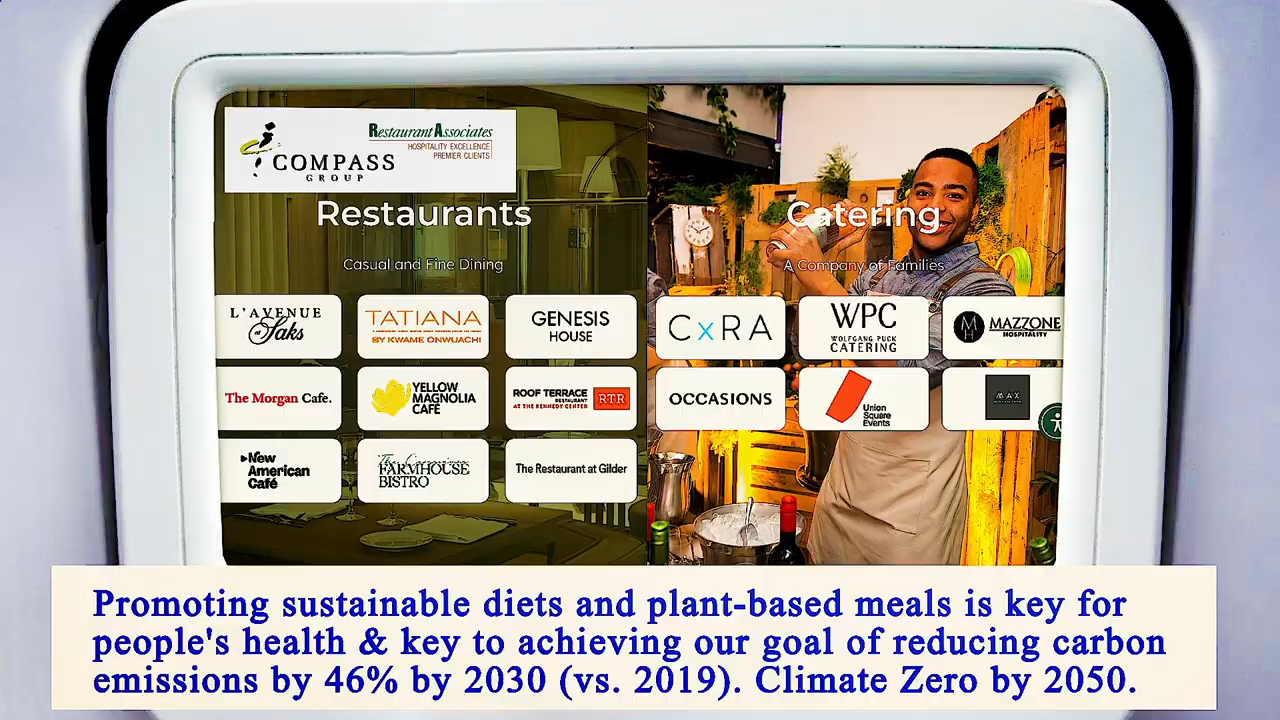 COMPASS
GROUP
Restaurant Associates
HOSPITALITY EXCELLENCE
PREMIER CLIENTS
Restaurants
Casual and Fine Dining
L'AVENUE
at Saks
TATIANA
BY KWAME ONWUACHI
GENESIS
HOUSE
The Morgan Cafe.
YELLOW
MAGNOLIA
CAFÉ
ROOF TERRACE
RESTAURANT
AT THE KENNEDY CENTER
RTR
New
American
Café
FARMHOUSE
BISTRO
The Restaurant at Gilder
Catering
A Company of Families
CxRA
WPC
WOLFGANG PUCK
CATERING
MH
MAZZONE
HOSPITALITY
OCCASIONS
Union
Square
Events
MAX
Promoting sustainable diets and plant-based meals is key for
people's health & key to achieving our goal of reducing carbon
emissions by 46% by 2030 (vs. 2019). Climate Zero by 2050.